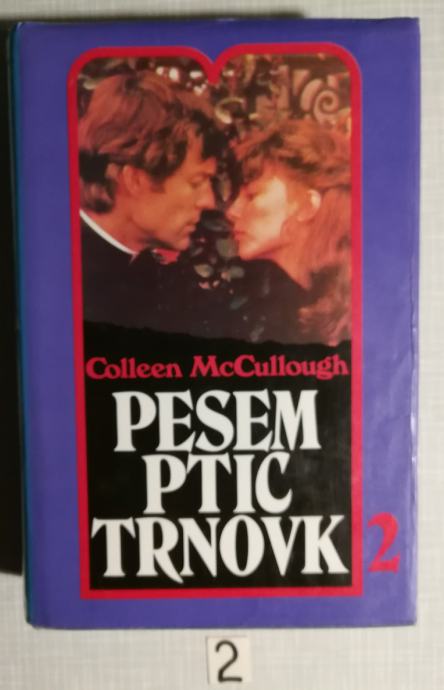 Colleen McCullough
PESEM
PTIC
TRNOVK
2
2